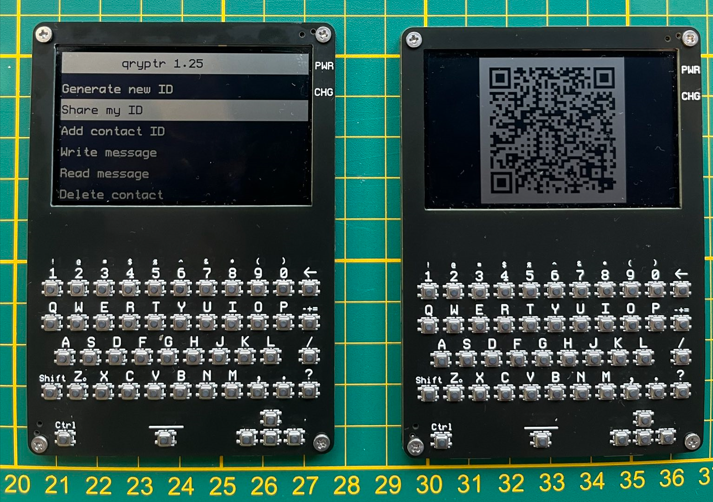 qryptr 1.25
Generate new ID
Share my ID
Add contact ID
Write message
Read message
Delete contact
PWR
CHG
! @ $ % ^ & * ( )
1 2 3 4 5 6 7 8 9 0 ←
Q W E R T Y U I O P -+=
A S D F G H J K L /
Shift Z X C V B N M , . ?
Ctrl
PWR
CHG
! @ $ % ^ & * ( )
1 2 3 4 5 6 7 8 9 0 ←
Q W E R T Y U I O P -+=
A S D F G H J K L /
Shift Z X C V B N M , . ?
Ctrl
20 21 22 23 24 25 26 27 28 29 30 31 32 33 34 35 36